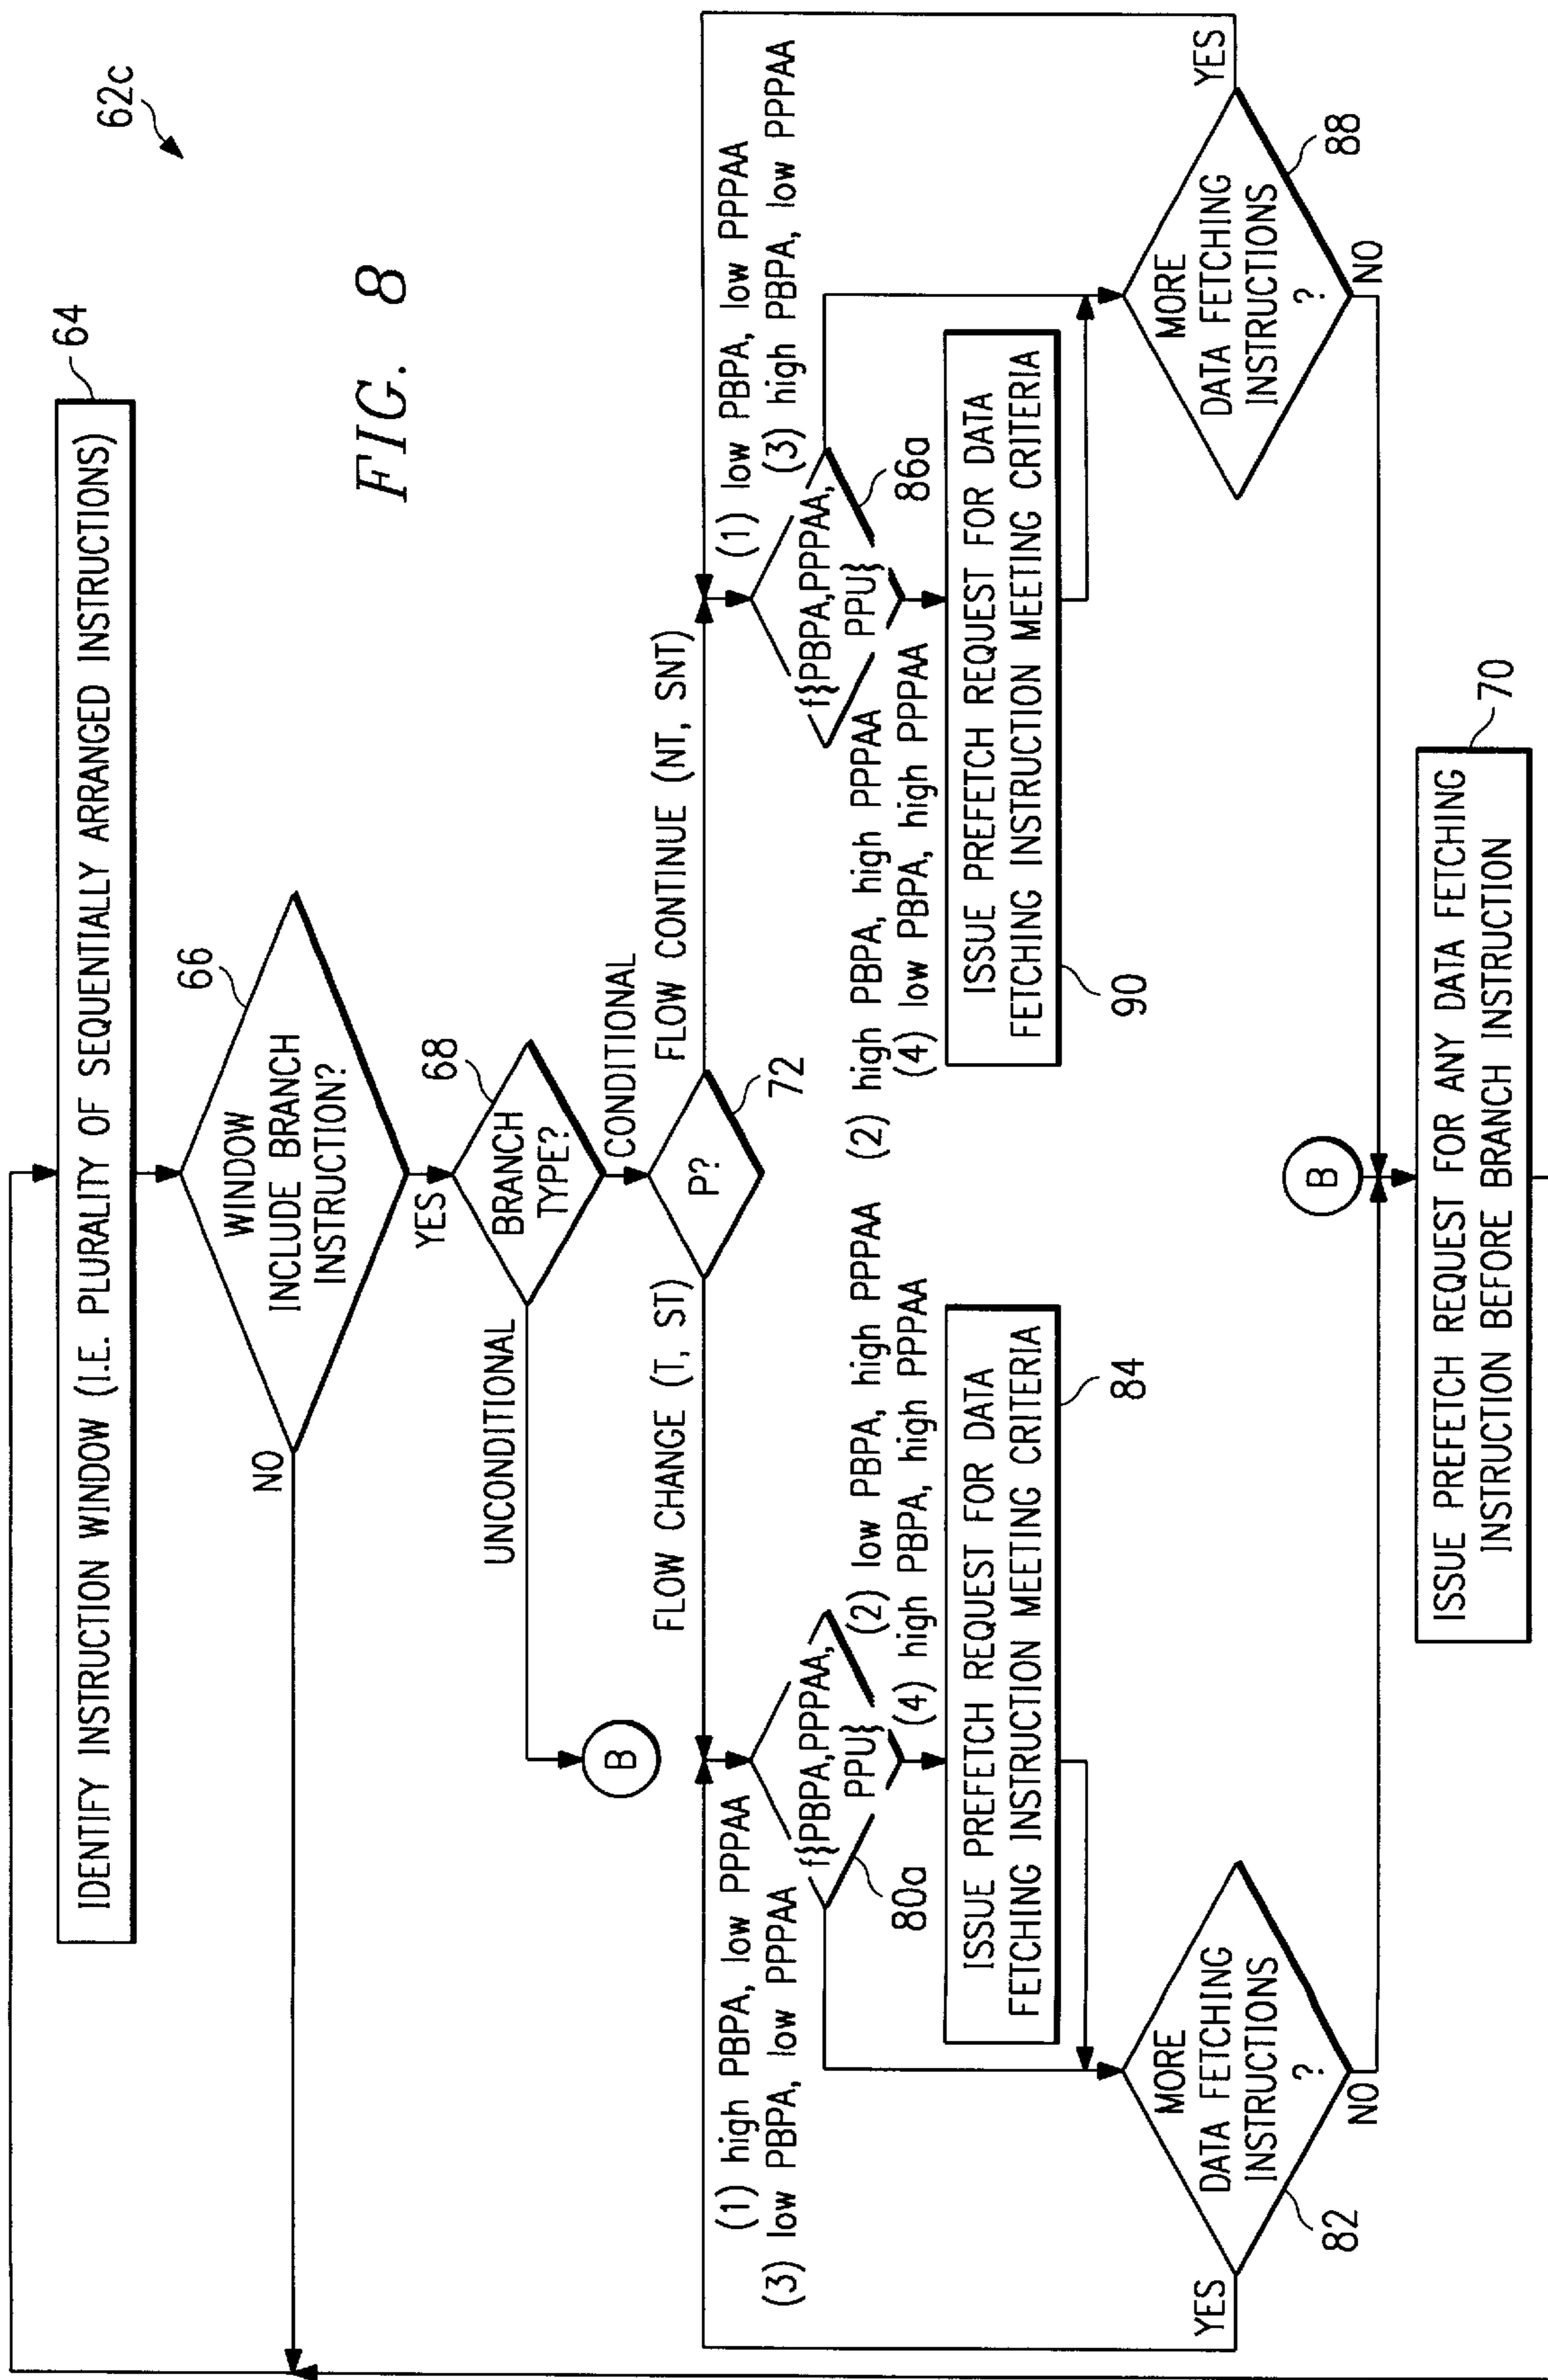 62c
FIG. 8
64
IDENTIFY INSTRUCTION WINDOW (I.E. PLURALITY OF SEQUENTIALLY ARRANGED INSTRUCTIONS)
66
WINDOW
INCLUDE BRANCH
INSTRUCTION?
NO
YES
68
BRANCH
TYPE?
UNCONDITIONAL
CONDITIONAL
B
72
P?
FLOW CHANGE (T, ST)
FLOW CONTINUE (NT, SNT)
(1) high PBPA, low PPPAA
(3) low PBPA, low PPPAA
f{PBPA,PPPAA,
PPU}
80a
(2) low PBPA, high PPPAA
(4) high PBPA, high PPPAA
ISSUE PREFETCH REQUEST FOR DATA
FETCHING INSTRUCTION MEETING CRITERIA
84
MORE
DATA FETCHING
INSTRUCTIONS
?
82
YES
NO
(1) low PBPA, low PPPAA
(3) high PBPA, low PPPAA
f{PBPA,PPPAA,
PPU}
86a
(2) high PBPA, high PPPAA
(4) low PBPA, high PPPAA
ISSUE PREFETCH REQUEST FOR DATA
FETCHING INSTRUCTION MEETING CRITERIA
90
MORE
DATA FETCHING
INSTRUCTIONS
?
88
YES
NO
B
70
ISSUE PREFETCH REQUEST FOR ANY DATA FETCHING
INSTRUCTION BEFORE BRANCH INSTRUCTION